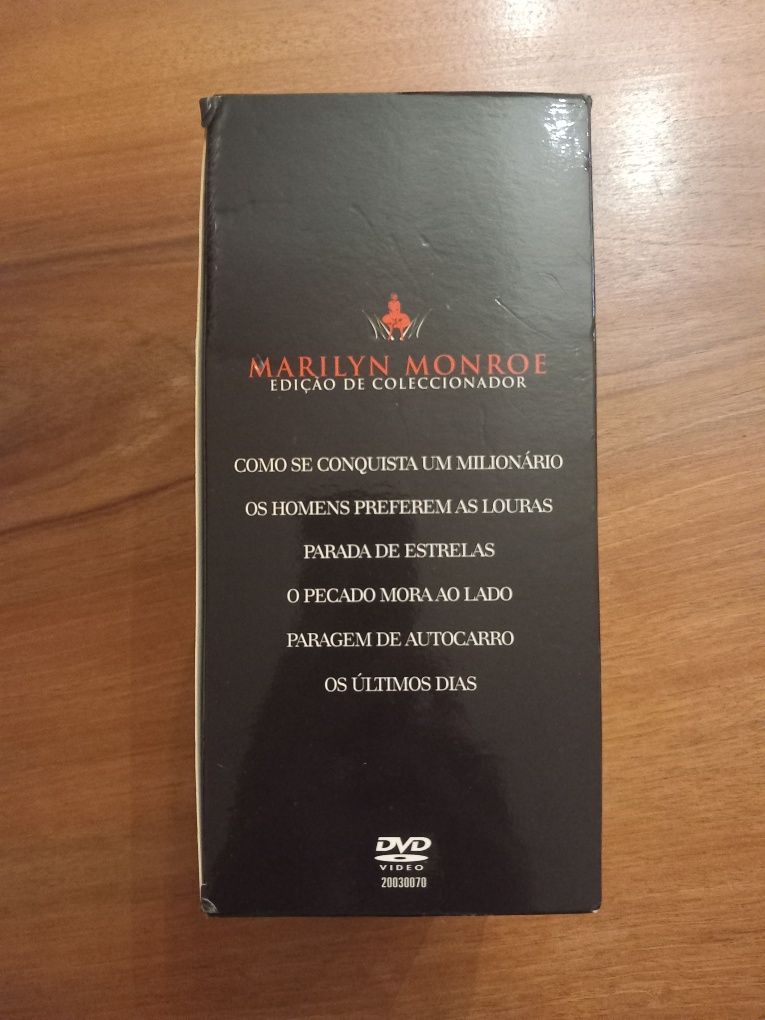 MARILYN MONROE
EDIÇÃO DE COLECCIONADOR
COMO SE CONQUISTA UM MILIONÁRIO
OS HOMENS PREFEREM AS LOURAS
PARADA DE ESTRELAS
O PECADO MORA AO LADO
PARAGEM DE AUTOCARRO
OS ÚLTIMOS DIAS
DVD
VIDEO
20030070